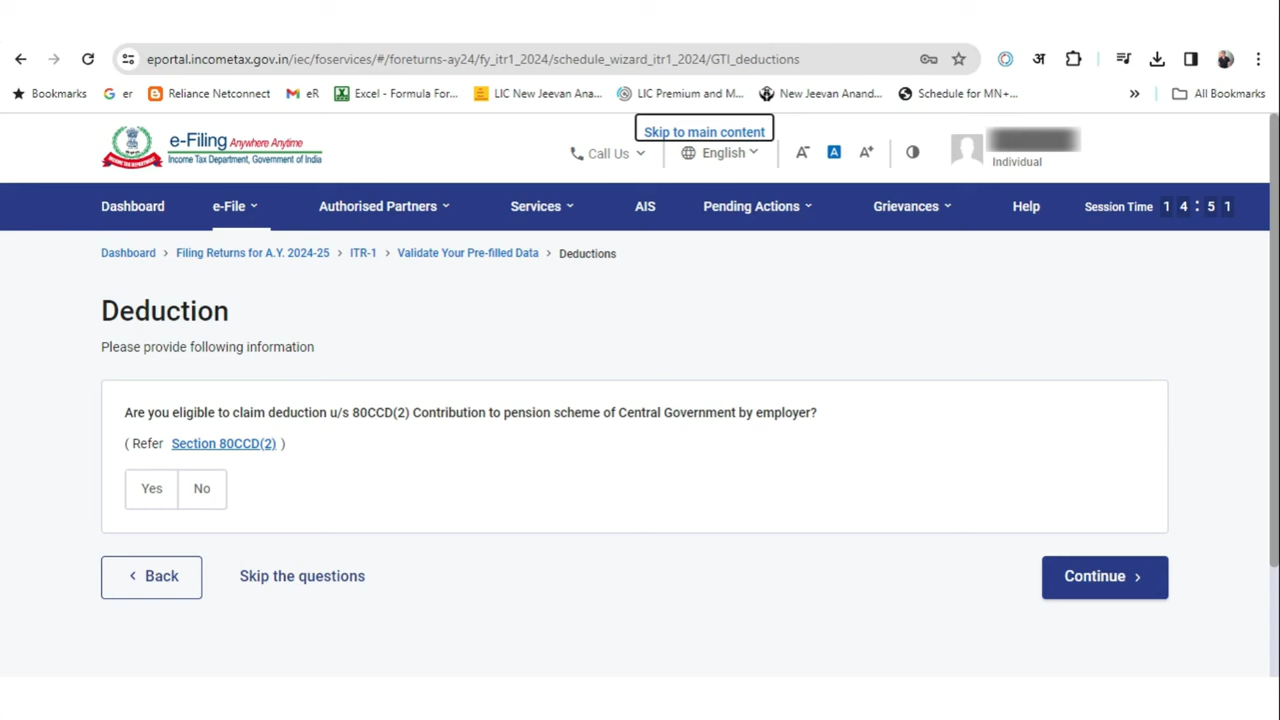 eportal.incometax.gov.in/iec/foservices/#/foreturns-ay24/fy_itr1_2024/schedule_wizard_itr1_2024/GTI_deductions
अ
Bookmarks G er Reliance Netconnect M eR Excel - Formula For... LIC New Jeevan Ana... LIC Premium and M... New Jeevan Anand... Schedule for MN+... » All Bookmarks
Skip to main content
e-Filing Anywhere Anytime
Income Tax Department, Government of India
Call Us English A- A A+
Individual
Dashboard e-File Authorised Partners Services AIS Pending Actions Grievances Help Session Time 1 4 : 5 1
Dashboard > Filing Returns for A.Y. 2024-25 > ITR-1 > Validate Your Pre-filled Data > Deductions
Deduction
Please provide following information
Are you eligible to claim deduction u/s 80CCD(2) Contribution to pension scheme of Central Government by employer?
( Refer Section 80CCD(2) )
Yes No
< Back Skip the questions Continue >